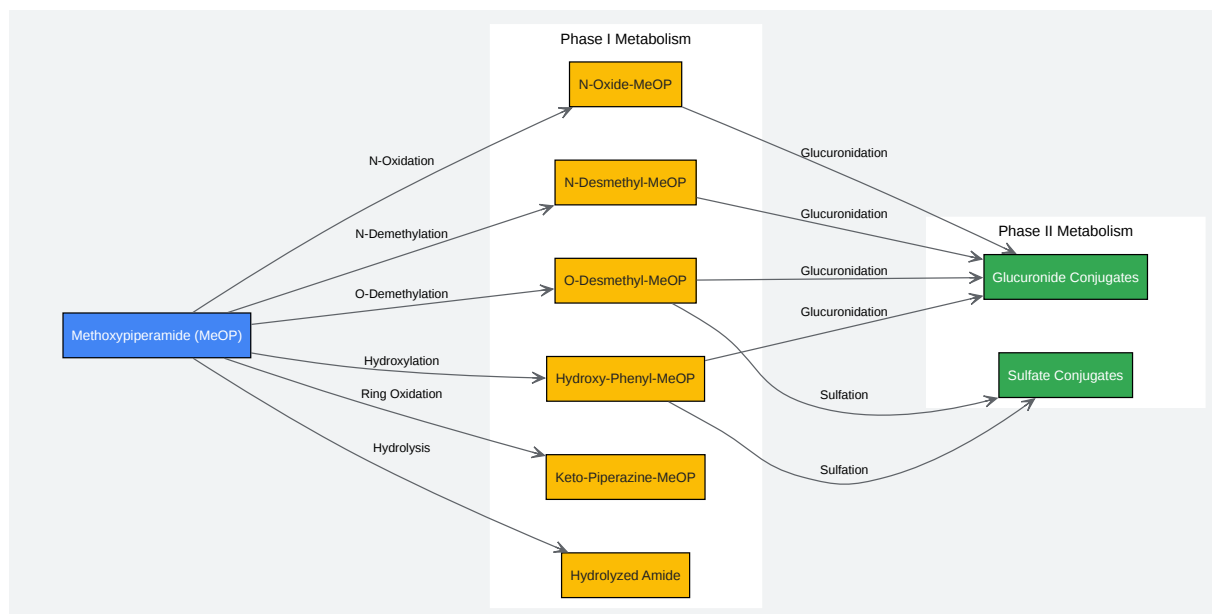 Phase I Metabolism
N-Oxide-MeOP
N-Oxidation
Glucuronidation
N-Desmethyl-MeOP
Glucuronidation
N-Demethylation
Phase II Metabolism
O-Desmethyl-MeOP
Glucuronidation
Glucuronide Conjugates
O-Demethylation
Glucuronidation
Methoxypiperamide (MeOP)
Hydroxylation
Hydroxy-Phenyl-MeOP
Sulfate Conjugates
Ring Oxidation
Sulfation
Hydrolysis
Sulfation
Keto-Piperazine-MeOP
Hydrolyzed Amide